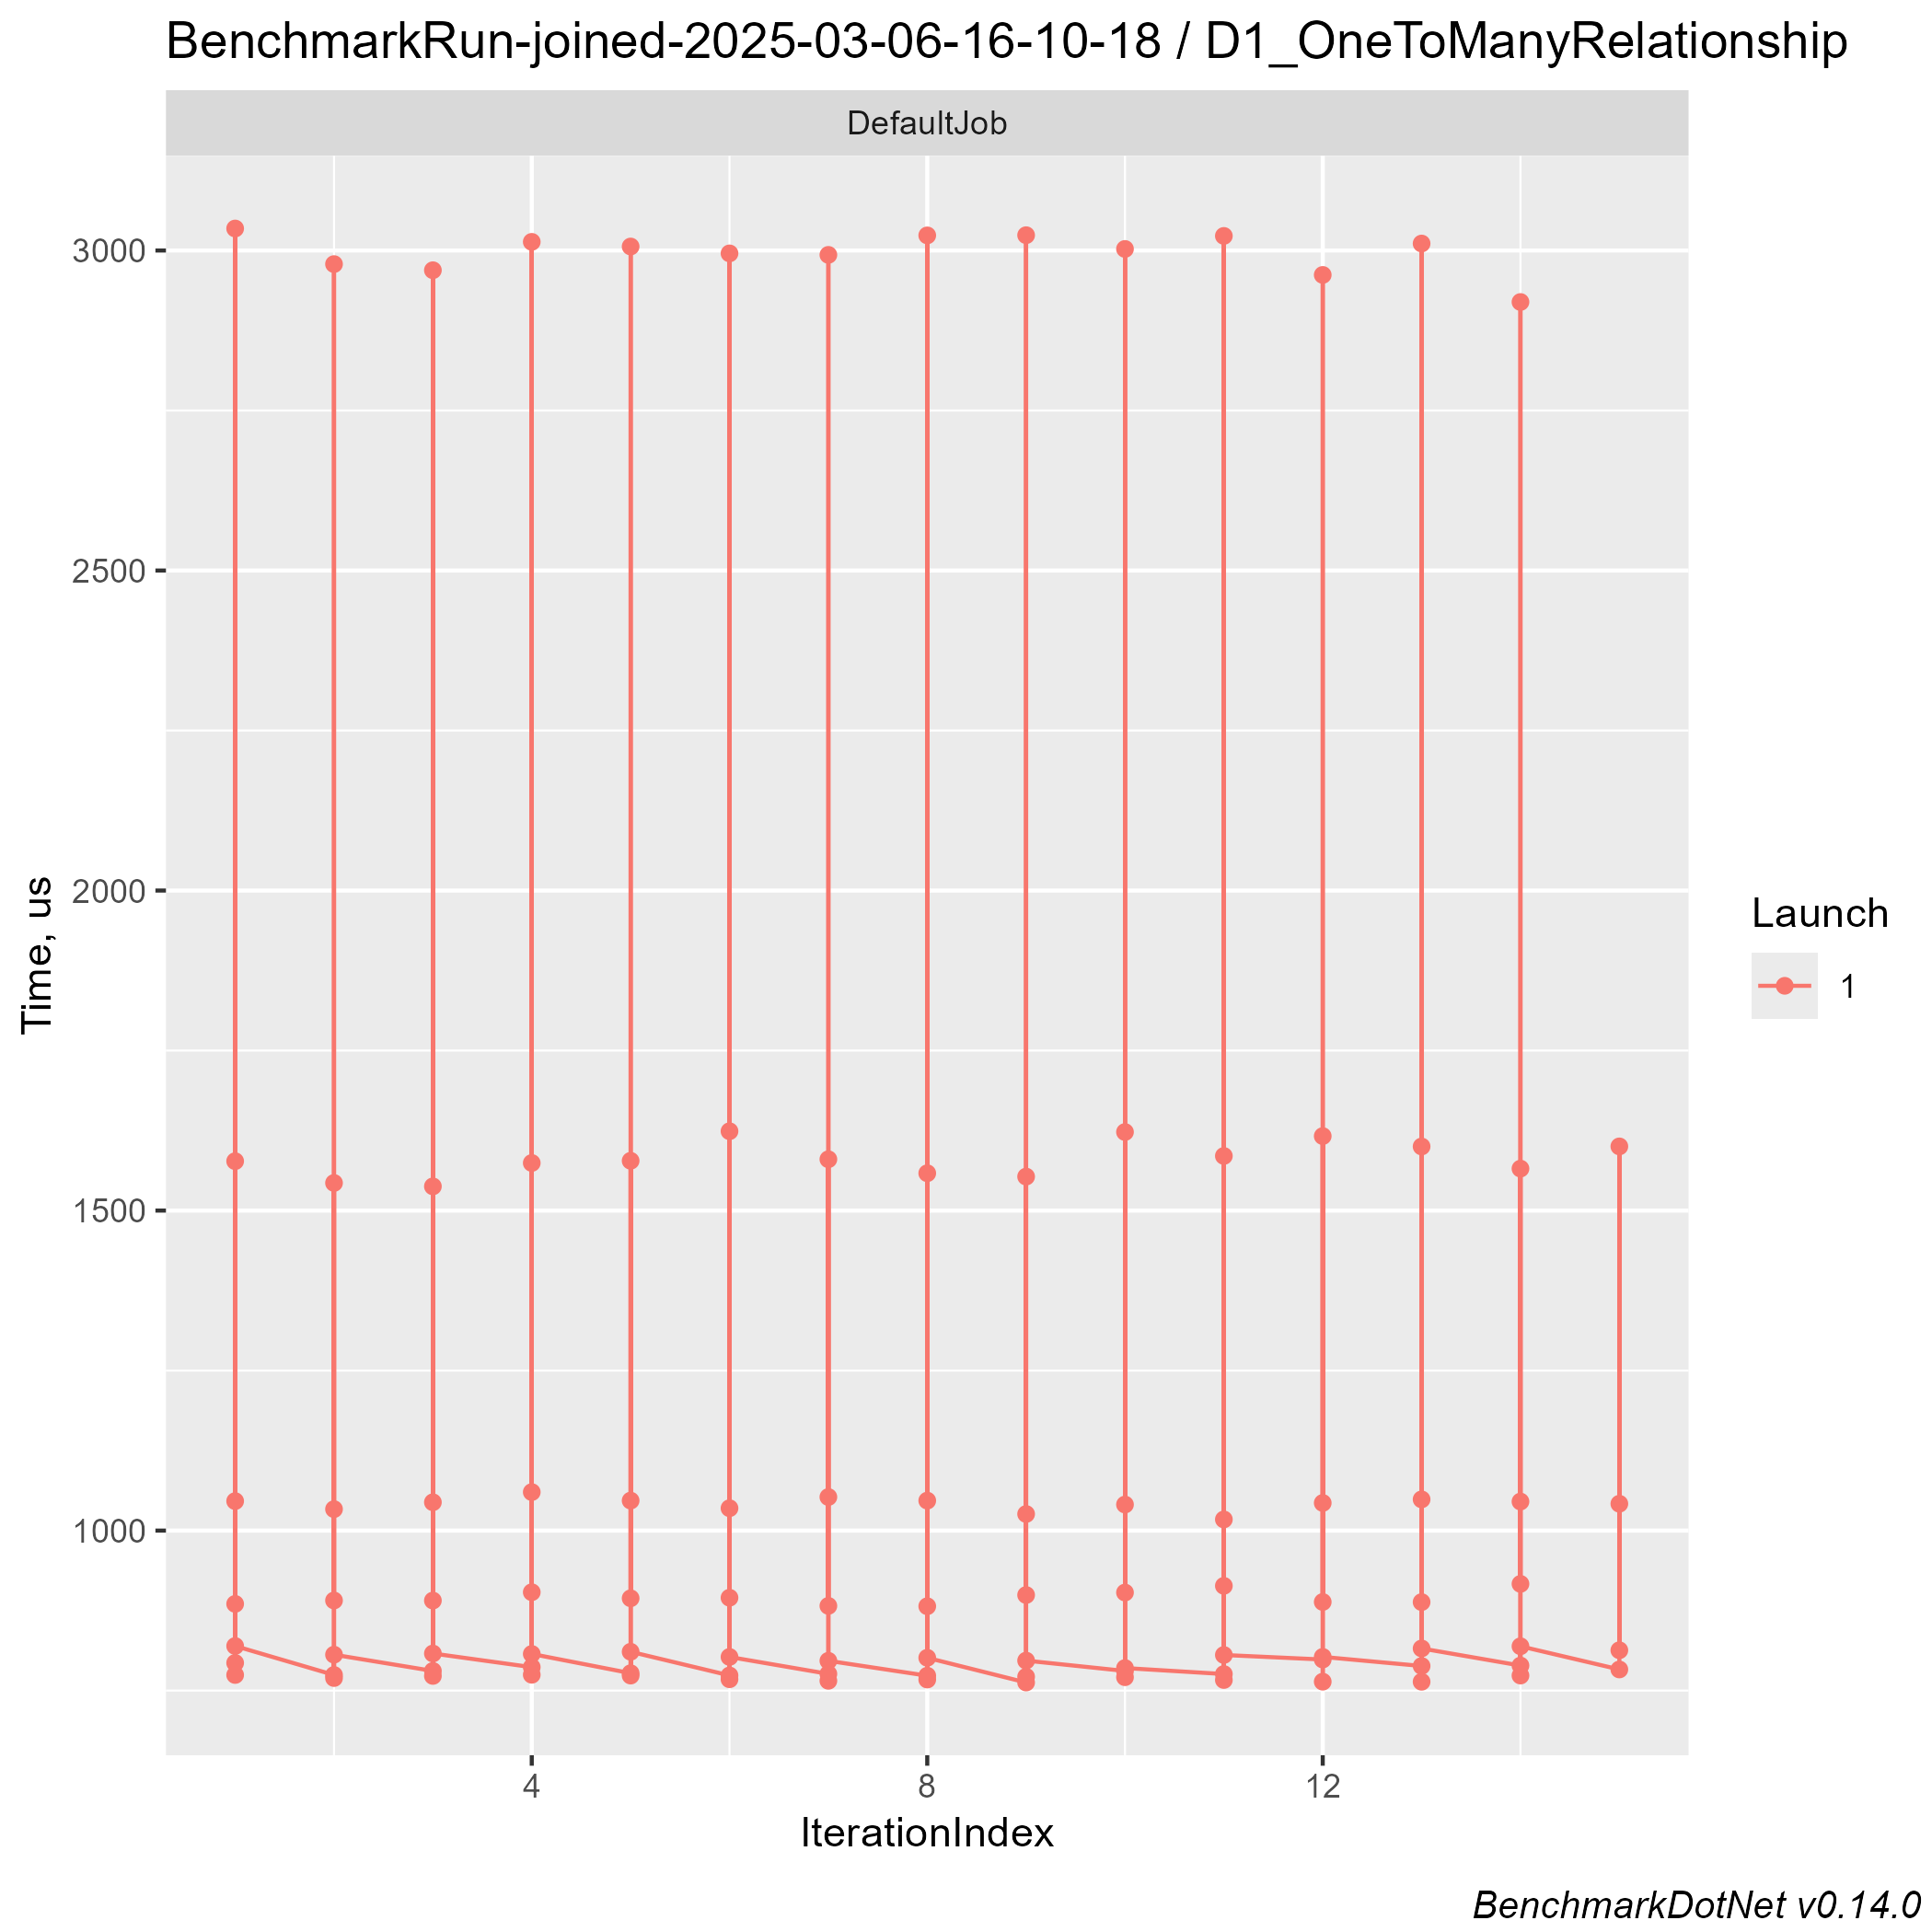 BenchmarkRun-joined-2025-03-06-16-10-18 / D1_OneToManyRelationship
DefaultJob
3000
2500
2000
1500
1000
Time, us
4
8
12
IterationIndex
Launch
1
BenchmarkDotNet v0.14.0